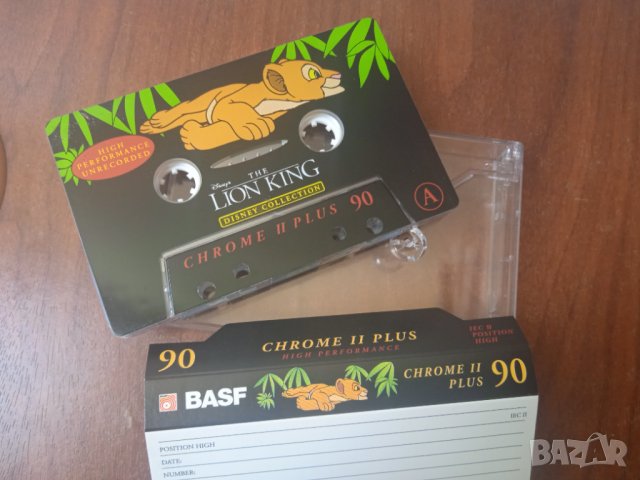 HIGH
PERFORMANCE
UNRECORDED
Disney's
THE
LION KING
DISNEY COLLECTION
A
CHROME II PLUS 90
90
CHROME II PLUS
HIGH PERFORMANCE
IEC II
POSITION
HIGH
BASF
CHROME II
PLUS 90
POSITION HIGH
IEC II
DATE:
NUMBER:
BAZAR